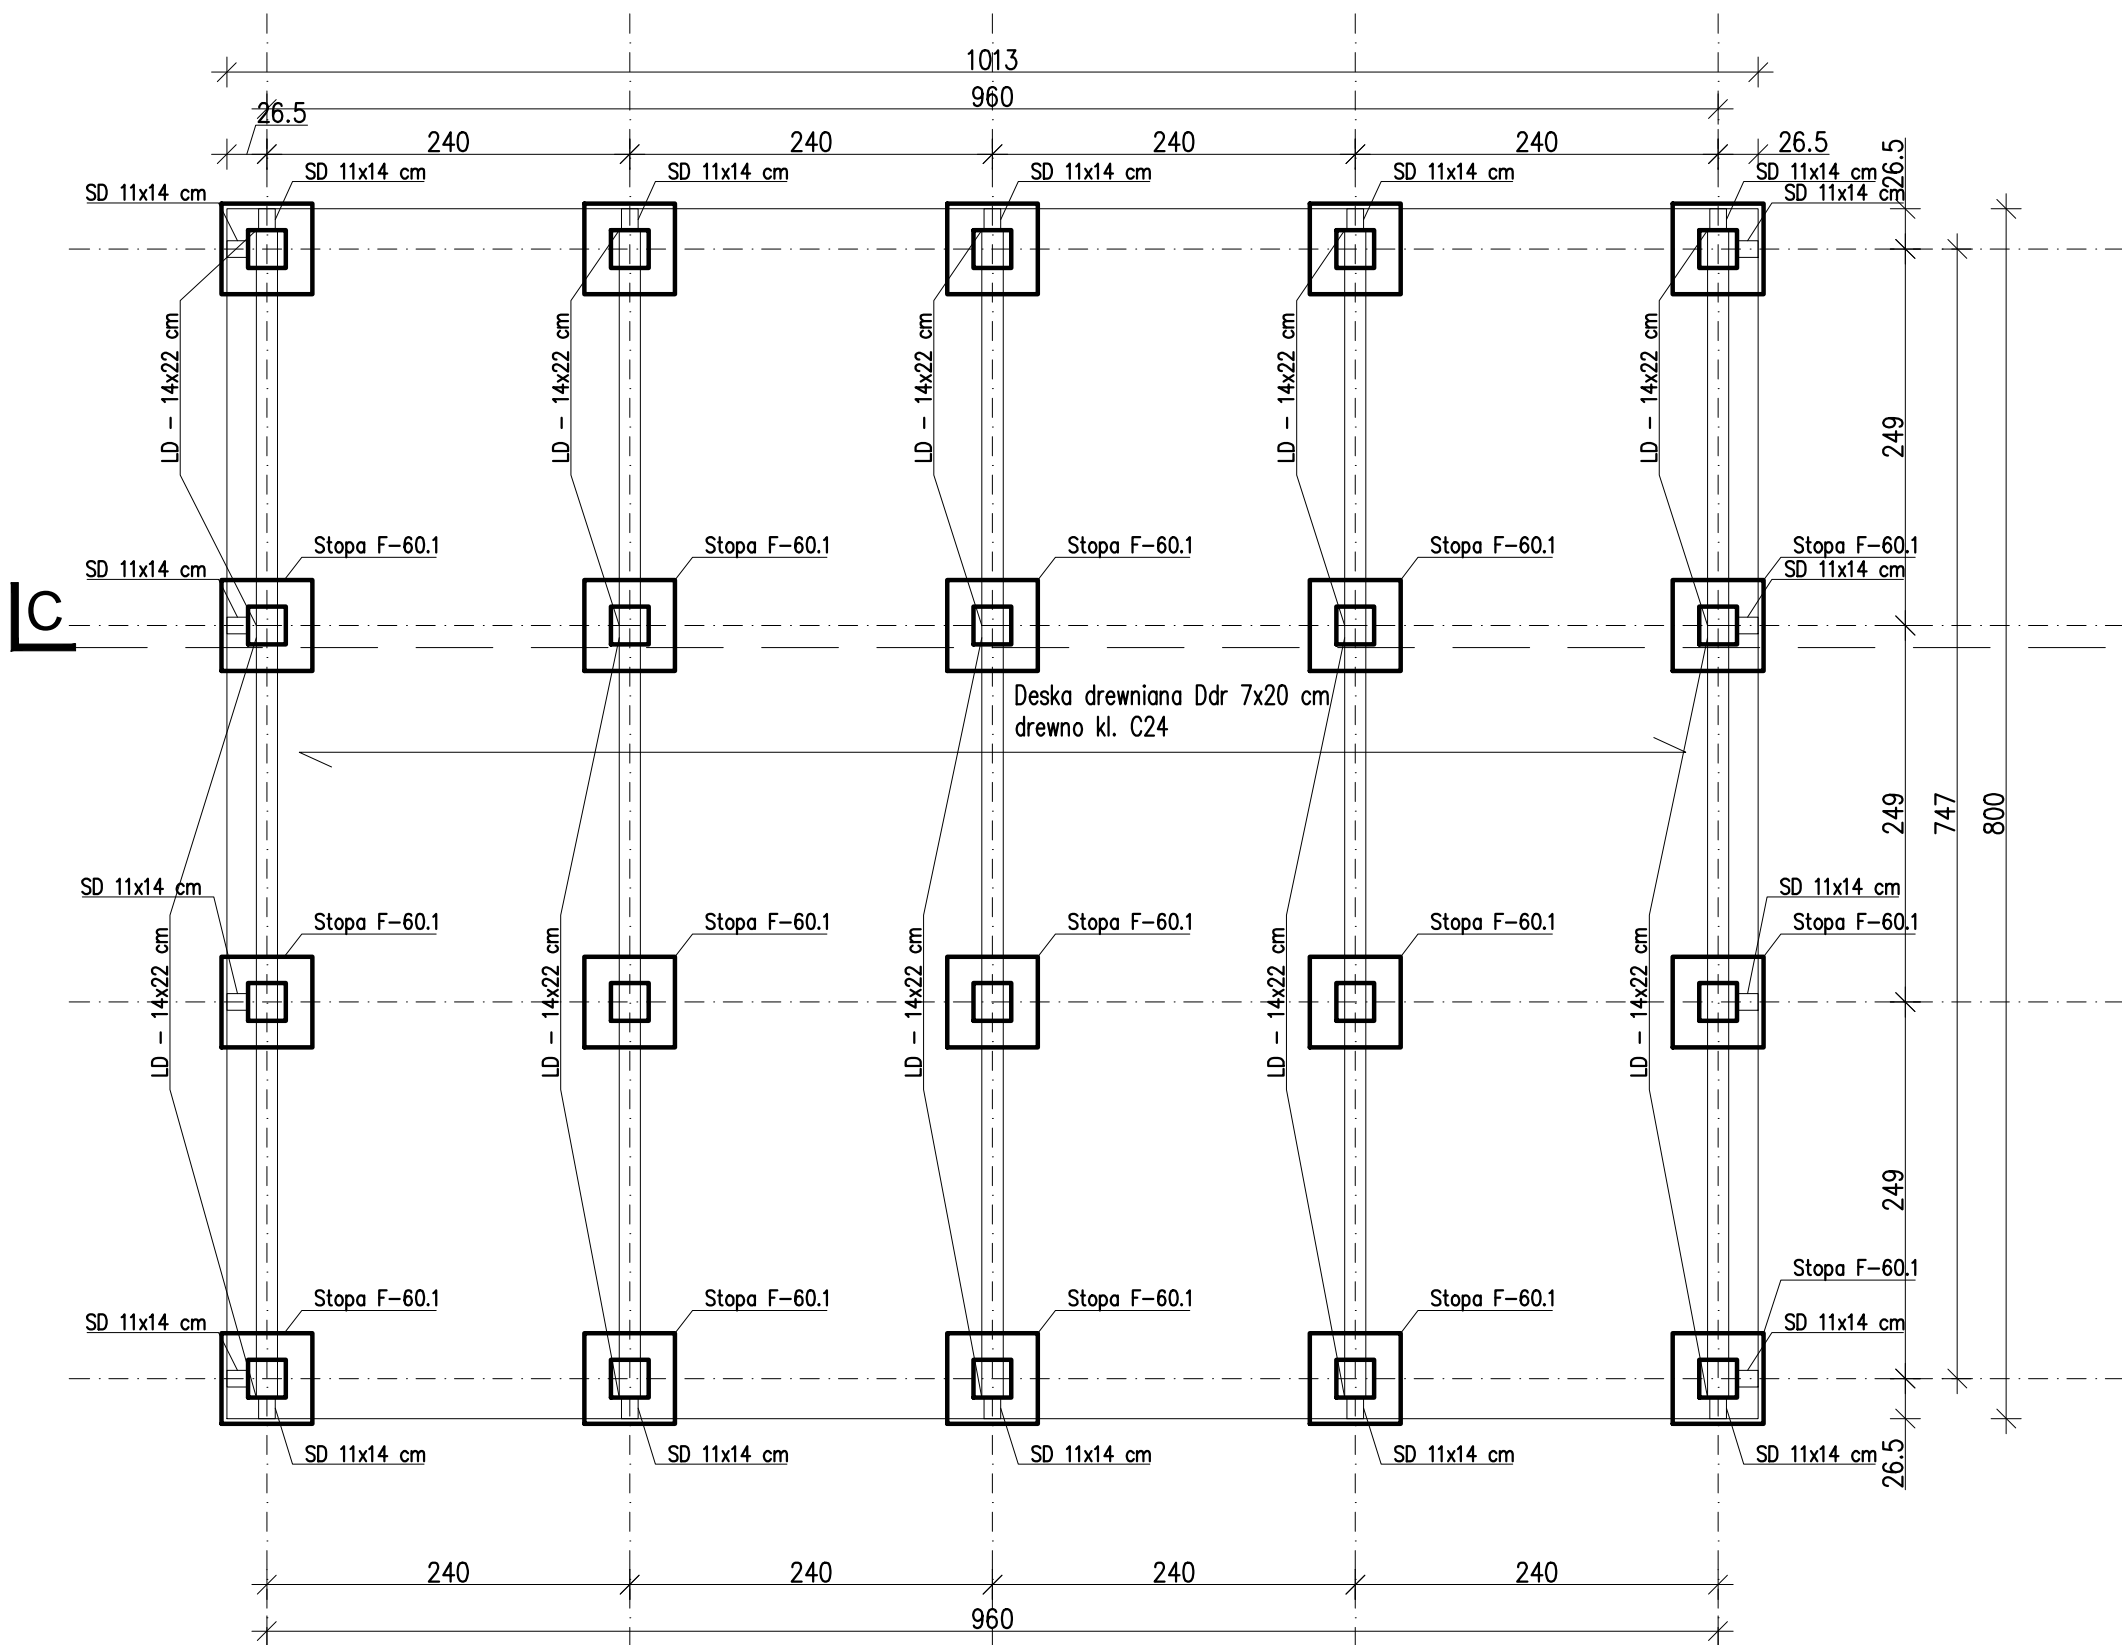 1013
960
26.5
240
240
240
240
26.5
26.5
SD 11x14 cm
SD 11x14 cm
SD 11x14 cm
SD 11x14 cm
SD 11x14 cm
SD 11x14 cm
SD 11x14 cm
LD - 14x22 cm
LD - 14x22 cm
LD - 14x22 cm
LD - 14x22 cm
LD - 14x22 cm
249
Stopa F-60.1
Stopa F-60.1
Stopa F-60.1
Stopa F-60.1
Stopa F-60.1
SD 11x14 cm
SD 11x14 cm
C
Deska drewniana Ddr 7x20 cm
drewno kl. C24
249
747
800
SD 11x14 cm
SD 11x14 cm
Stopa F-60.1
Stopa F-60.1
Stopa F-60.1
Stopa F-60.1
Stopa F-60.1
LD - 14x22 cm
LD - 14x22 cm
LD - 14x22 cm
LD - 14x22 cm
LD - 14x22 cm
249
Stopa F-60.1
Stopa F-60.1
Stopa F-60.1
Stopa F-60.1
Stopa F-60.1
SD 11x14 cm
SD 11x14 cm
SD 11x14 cm
SD 11x14 cm
SD 11x14 cm
SD 11x14 cm
SD 11x14 cm
26.5
240
240
240
240
960